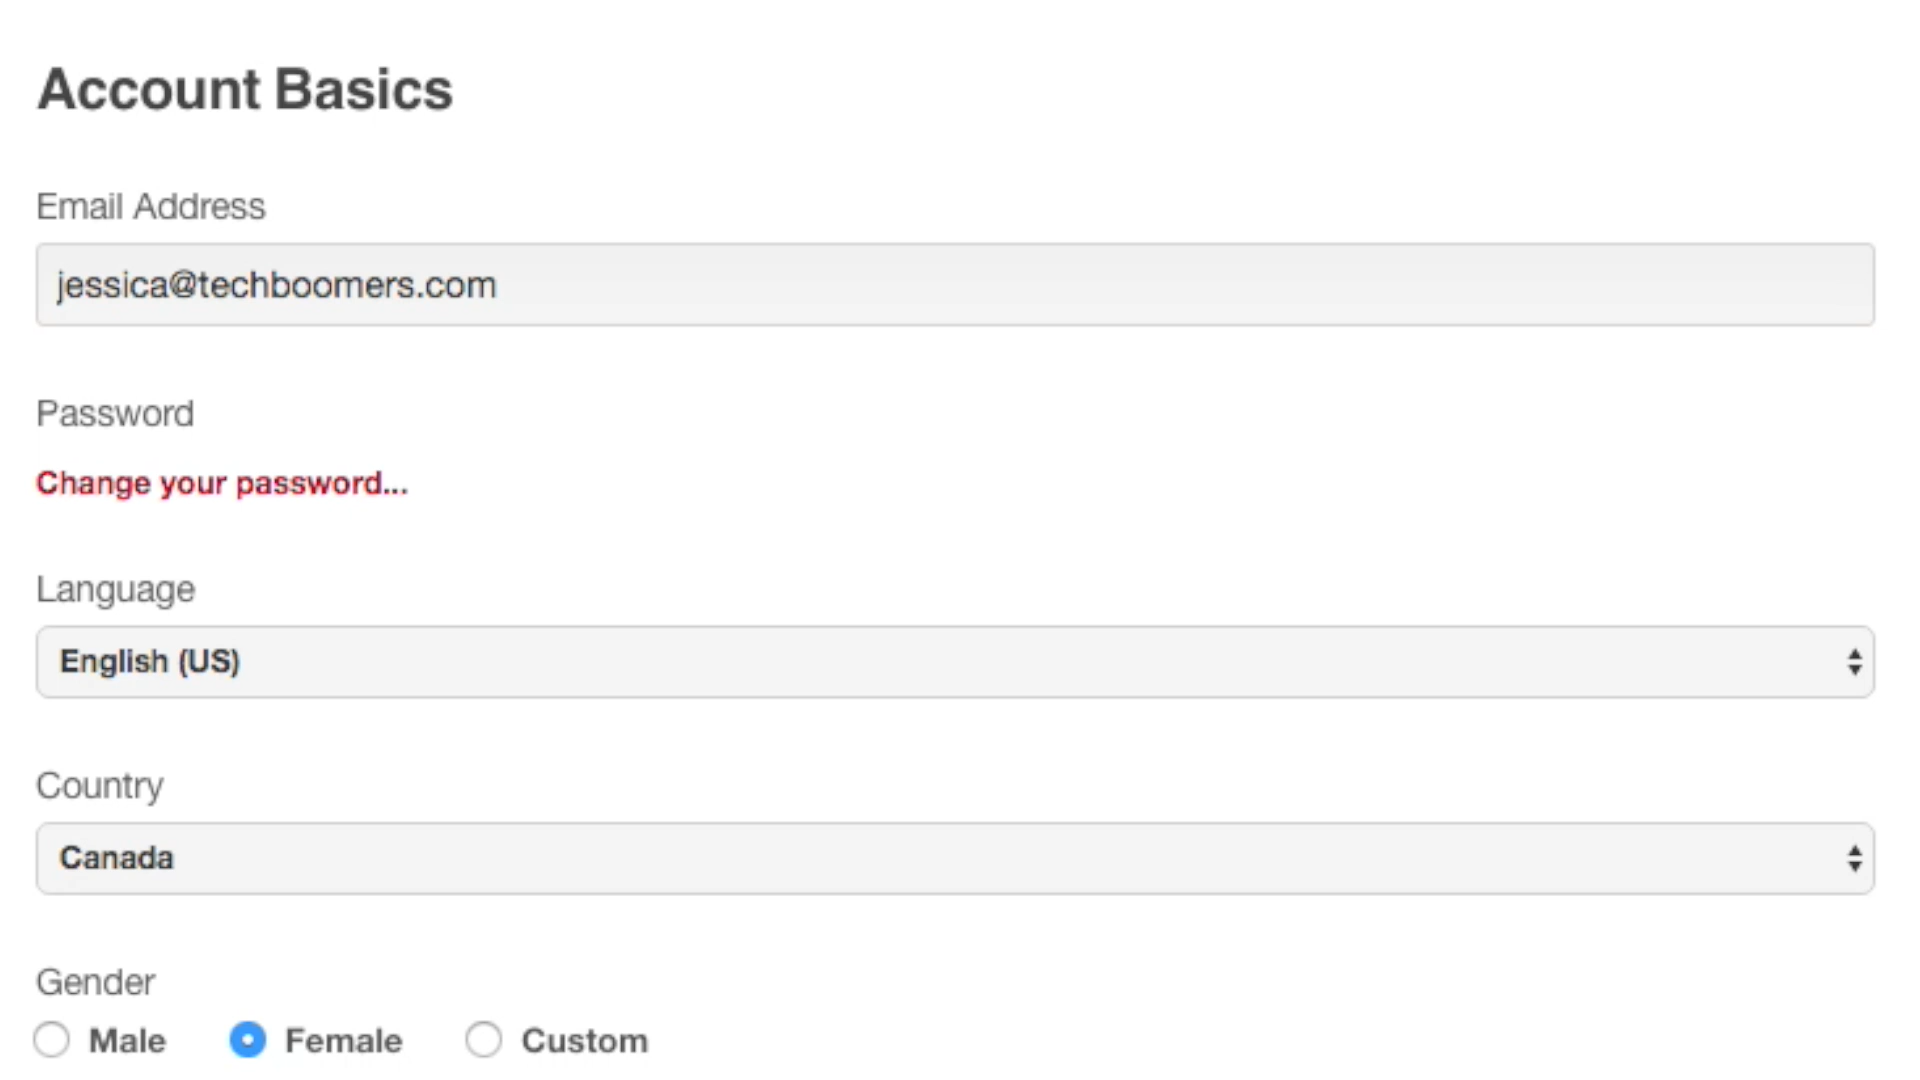 Account Basics
Email Address
jessica@techboomers.com
Password
Change your password...
Language
English (US)
Country
Canada
Gender
Male Female Custom